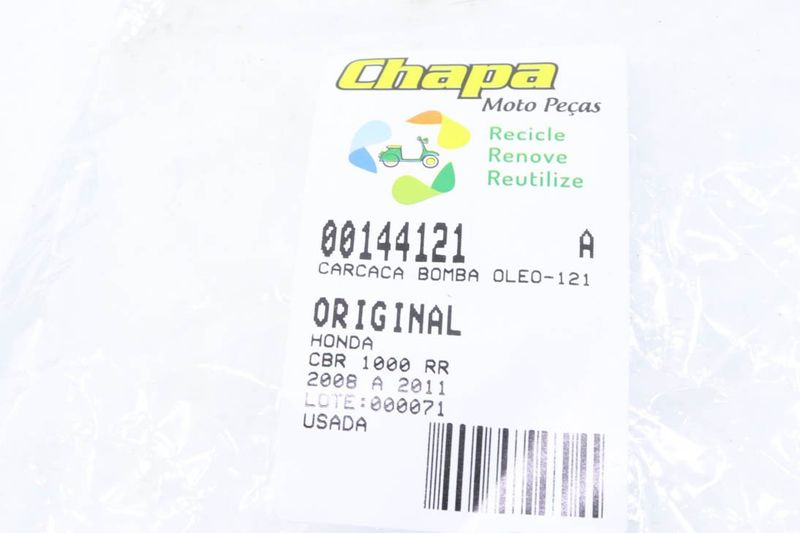 Chapa
Moto Peças
Recicle
Renove
Reutilize
00144121 A
CARCACA BOMBA OLEO-121
ORIGINAL
HONDA
CBR 1000 RR
2008 A 2011
LOTE:000071
USADA